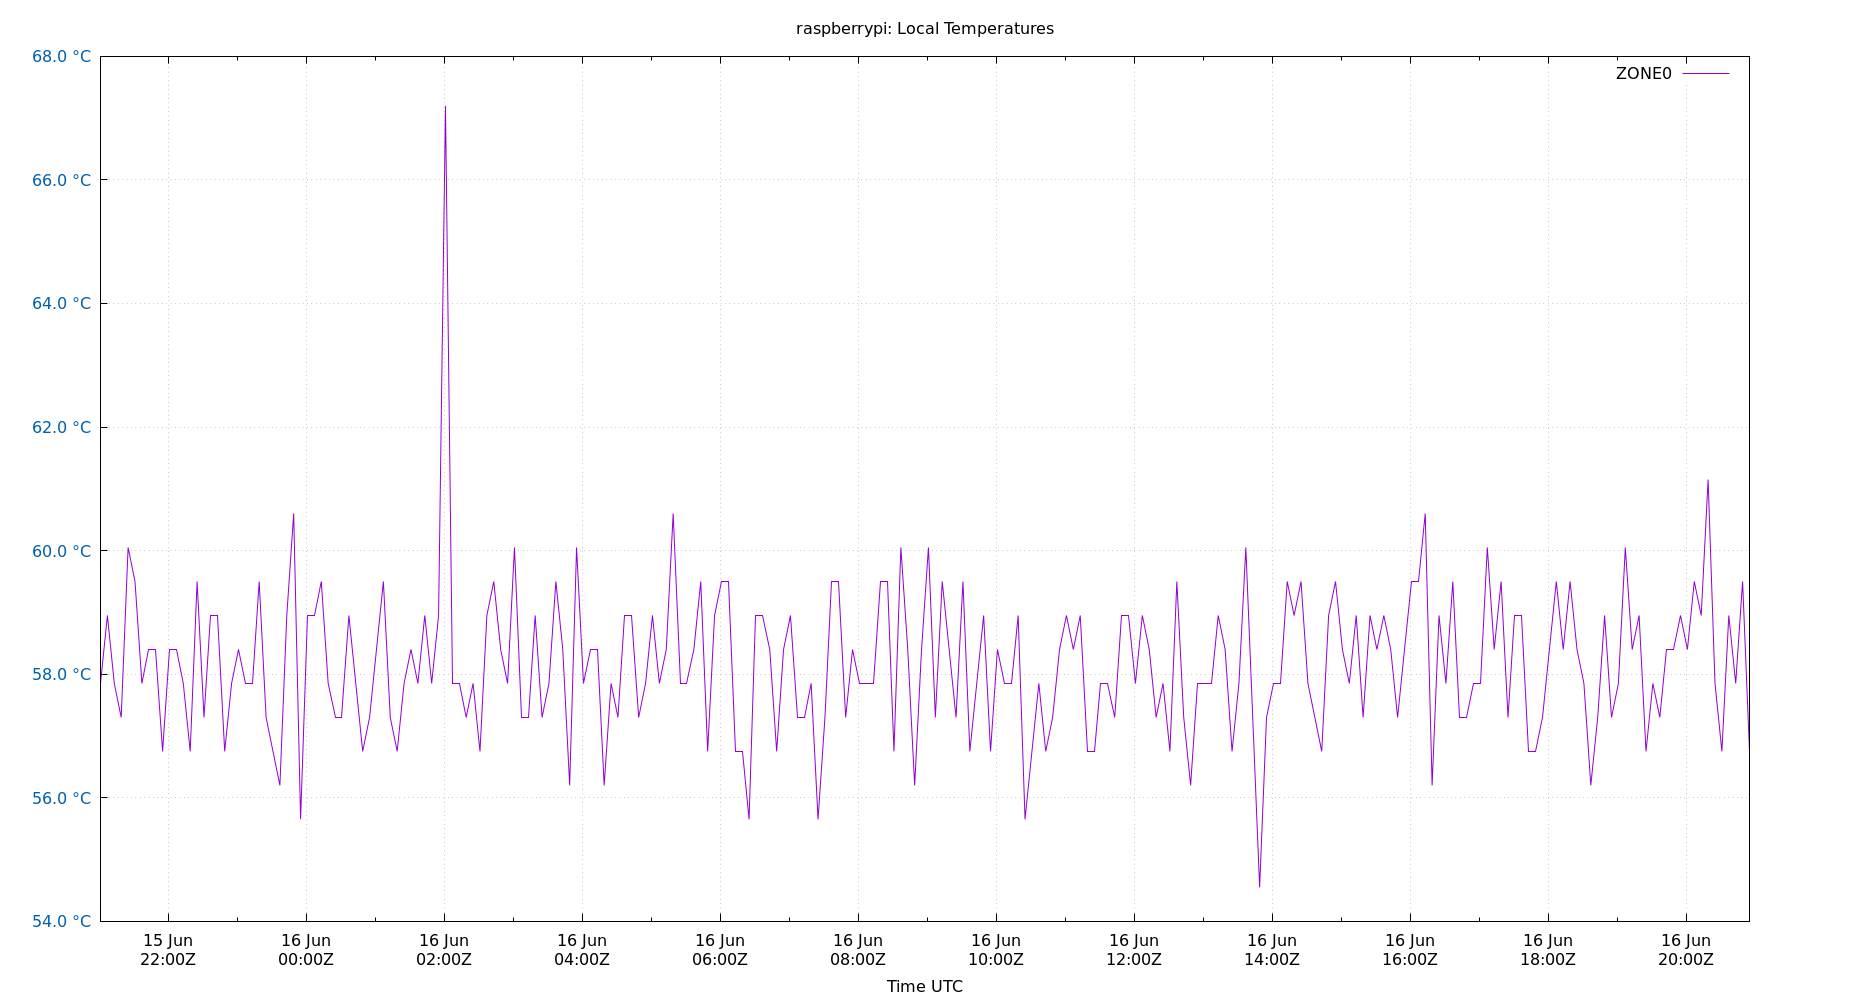 raspberrypi: Local Temperatures
68.0 °C
ZONE0
66.0 °C
64.0 °C
62.0 °C
60.0 °C
58.0 °C
56.0 °C
54.0 °C
15 Jun 16 Jun 16 Jun 16 Jun 16 Jun 16 Jun 16 Jun 16 Jun 16 Jun 16 Jun 16 Jun 16 Jun
22:00Z 00:00Z 02:00Z 04:00Z 06:00Z 08:00Z 10:00Z 12:00Z 14:00Z 16:00Z 18:00Z 20:00Z
Time UTC